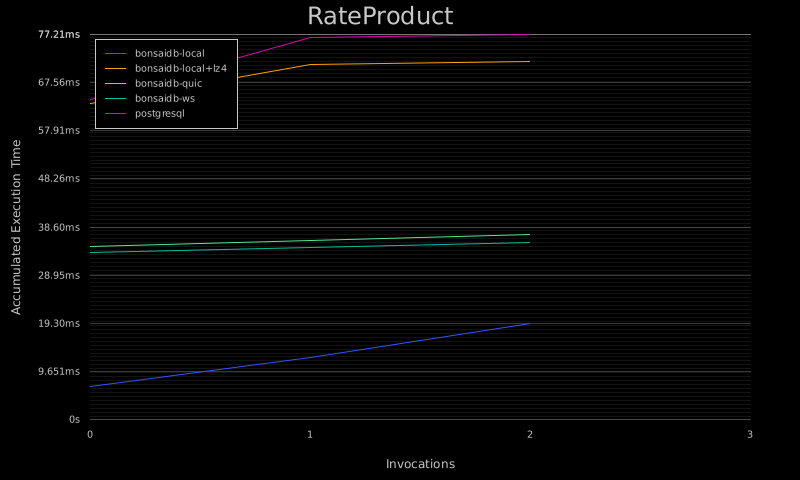 RateProduct
77.21ms
bonsaidb-local
bonsaidb-local+lz4
67.56ms
bonsaidb-quic
bonsaidb-ws
postgresql
57.91ms
48.26ms
38.60ms
28.95ms
19.30ms
9.651ms
0s
Accumulated Execution Time
0 1 2 3
Invocations